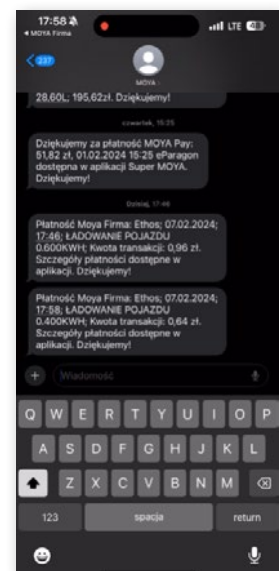 17:58
LTE
MOYA Firma
237
MOYA
28,60L; 195,62zł. Dziękujemy!
czwartek, 15:25
Dziękujemy za płatność MOYA Pay:
51,82 zł, 01.02.2024 15:25 eParagon
dostępna w aplikacji Super MOYA.
Dziękujemy!
Dzisiaj, 17:46
Płatność Moya Firma: Ethos; 07.02.2024;
17:46; ŁADOWANIE POJAZDU
0.600KWH; Kwota transakcji: 0,96 zł.
Szczegóły płatności dostępne w
aplikacji. Dziękujemy!
Płatność Moya Firma: Ethos; 07.02.2024;
17:58; ŁADOWANIE POJAZDU
0.400KWH; Kwota transakcji: 0,64 zł.
Szczegóły płatności dostępne w
aplikacji. Dziękujemy!
Wiadomość
Q W E R T Y U I O P
A S D F G H J K L
Z X C V B N M
123 spacja return